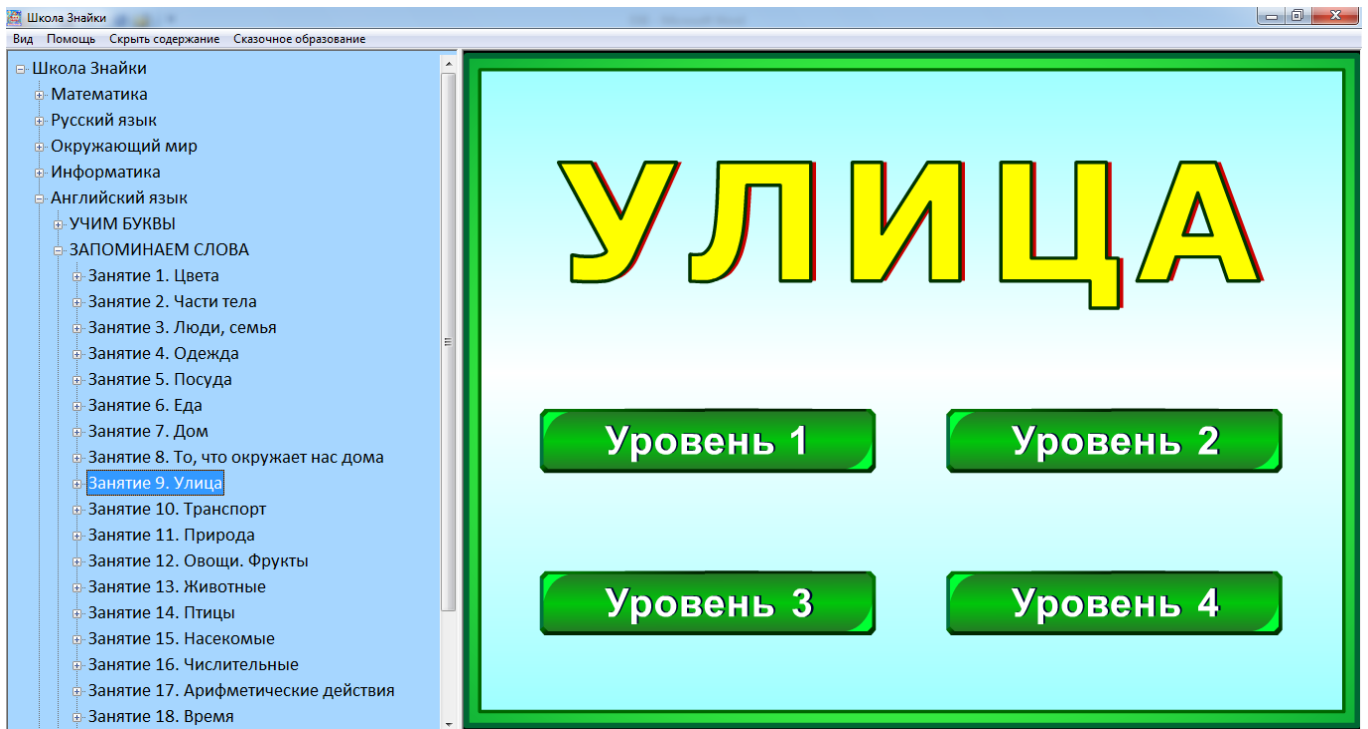 Школа Знайки
Вид Помощь Скрыть содержание Сказочное образование
Школа Знайки
Математика
Русский язык
Окружающий мир
Информатика
Английский язык
УЧИМ БУКВЫ
ЗАПОМИНАЕМ СЛОВА
Занятие 1. Цвета
Занятие 2. Части тела
Занятие 3. Люди, семья
Занятие 4. Одежда
Занятие 5. Посуда
Занятие 6. Еда
Занятие 7. Дом
Занятие 8. То, что окружает нас дома
Занятие 9. Улица
Занятие 10. Транспорт
Занятие 11. Природа
Занятие 12. Овощи. Фрукты
Занятие 13. Животные
Занятие 14. Птицы
Занятие 15. Насекомые
Занятие 16. Числительные
Занятие 17. Арифметические действия
Занятие 18. Время
УЛИЦА
Уровень 1
Уровень 2
Уровень 3
Уровень 4